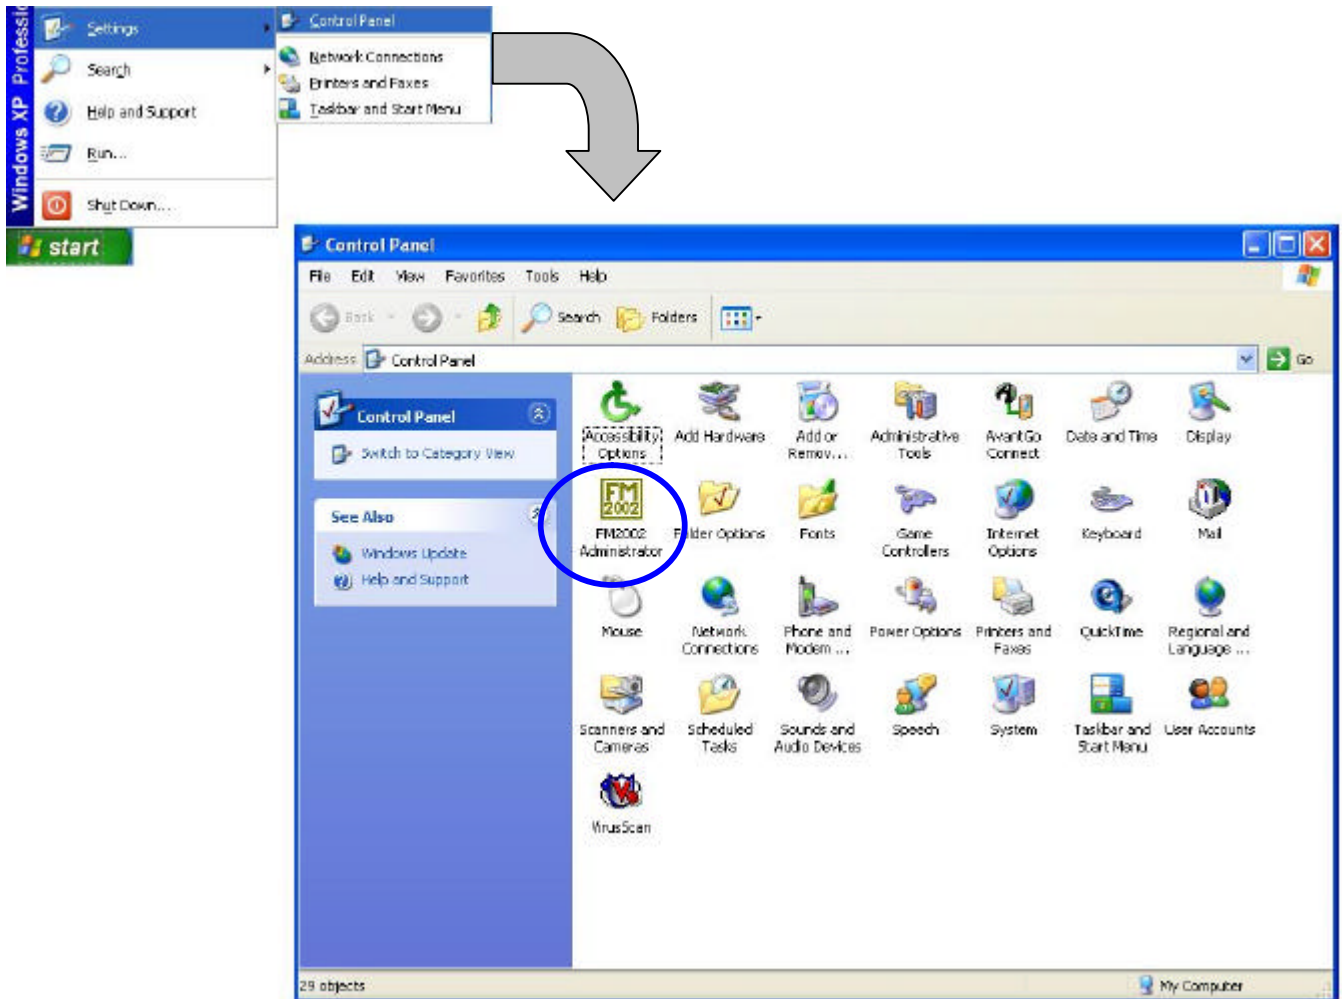 Windows XP Professio
Settings
Search
Help and Support
Run...
Shut Down...
start
Control Panel
Network Connections
Printers and Faxes
Taskbar and Start Menu
Control Panel
File Edit View Favorites Tools Help
Back Search Folders
Address Control Panel Go
Control Panel
Switch to Category View
See Also
Windows Update
Help and Support
Accessibility Options
Add Hardware
Add or Remov...
Administrative Tools
AvantGo Connect
Date and Time
Display
FM 2002
FM2002 Administrator
Folder Options
Fonts
Game Controllers
Internet Options
Keyboard
Mail
Mouse
Network Connections
Phone and Modem ...
Power Options
Printers and Faxes
QuickTime
Regional and Language ...
Scanners and Cameras
Scheduled Tasks
Sounds and Audio Devices
Speech
System
Taskbar and Start Menu
User Accounts
VirusScan
29 objects
My Computer